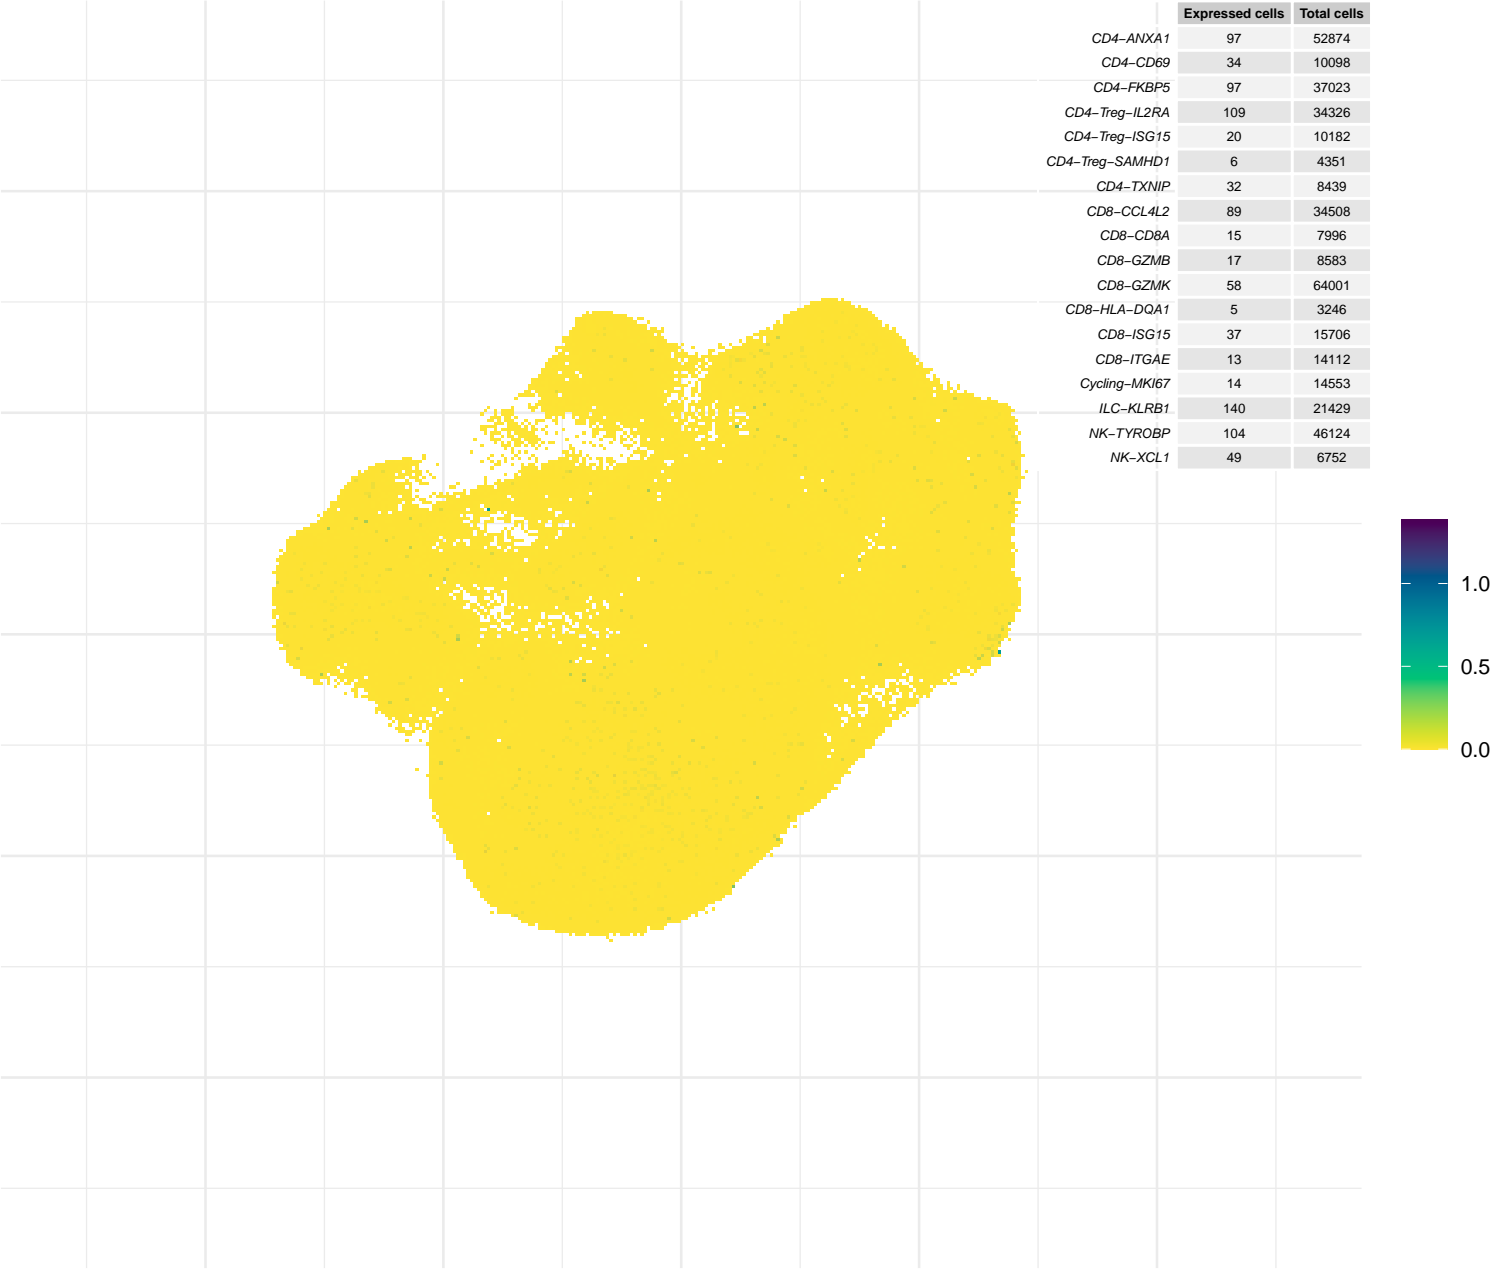 Expressed cells Total cells
CD4−ANXA1 97 52874
CD4−CD69 34 10098
CD4−FKBP5 97 37023
CD4−Treg−IL2RA 109 34326
CD4−Treg−ISG15 20 10182
CD4−Treg−SAMHD1 6 4351
CD4−TXNIP 32 8439
CD8−CCL4L2 89 34508
CD8−CD8A 15 7996
CD8−GZMB 17 8583
CD8−GZMK 58 64001
CD8−HLA−DQA1 5 3246
CD8−ISG15 37 15706
CD8−ITGAE 13 14112
Cycling−MKI67 14 14553
ILC−KLRB1 140 21429
NK−TYROBP 104 46124
NK−XCL1 49 6752
1.0
0.5
0.0